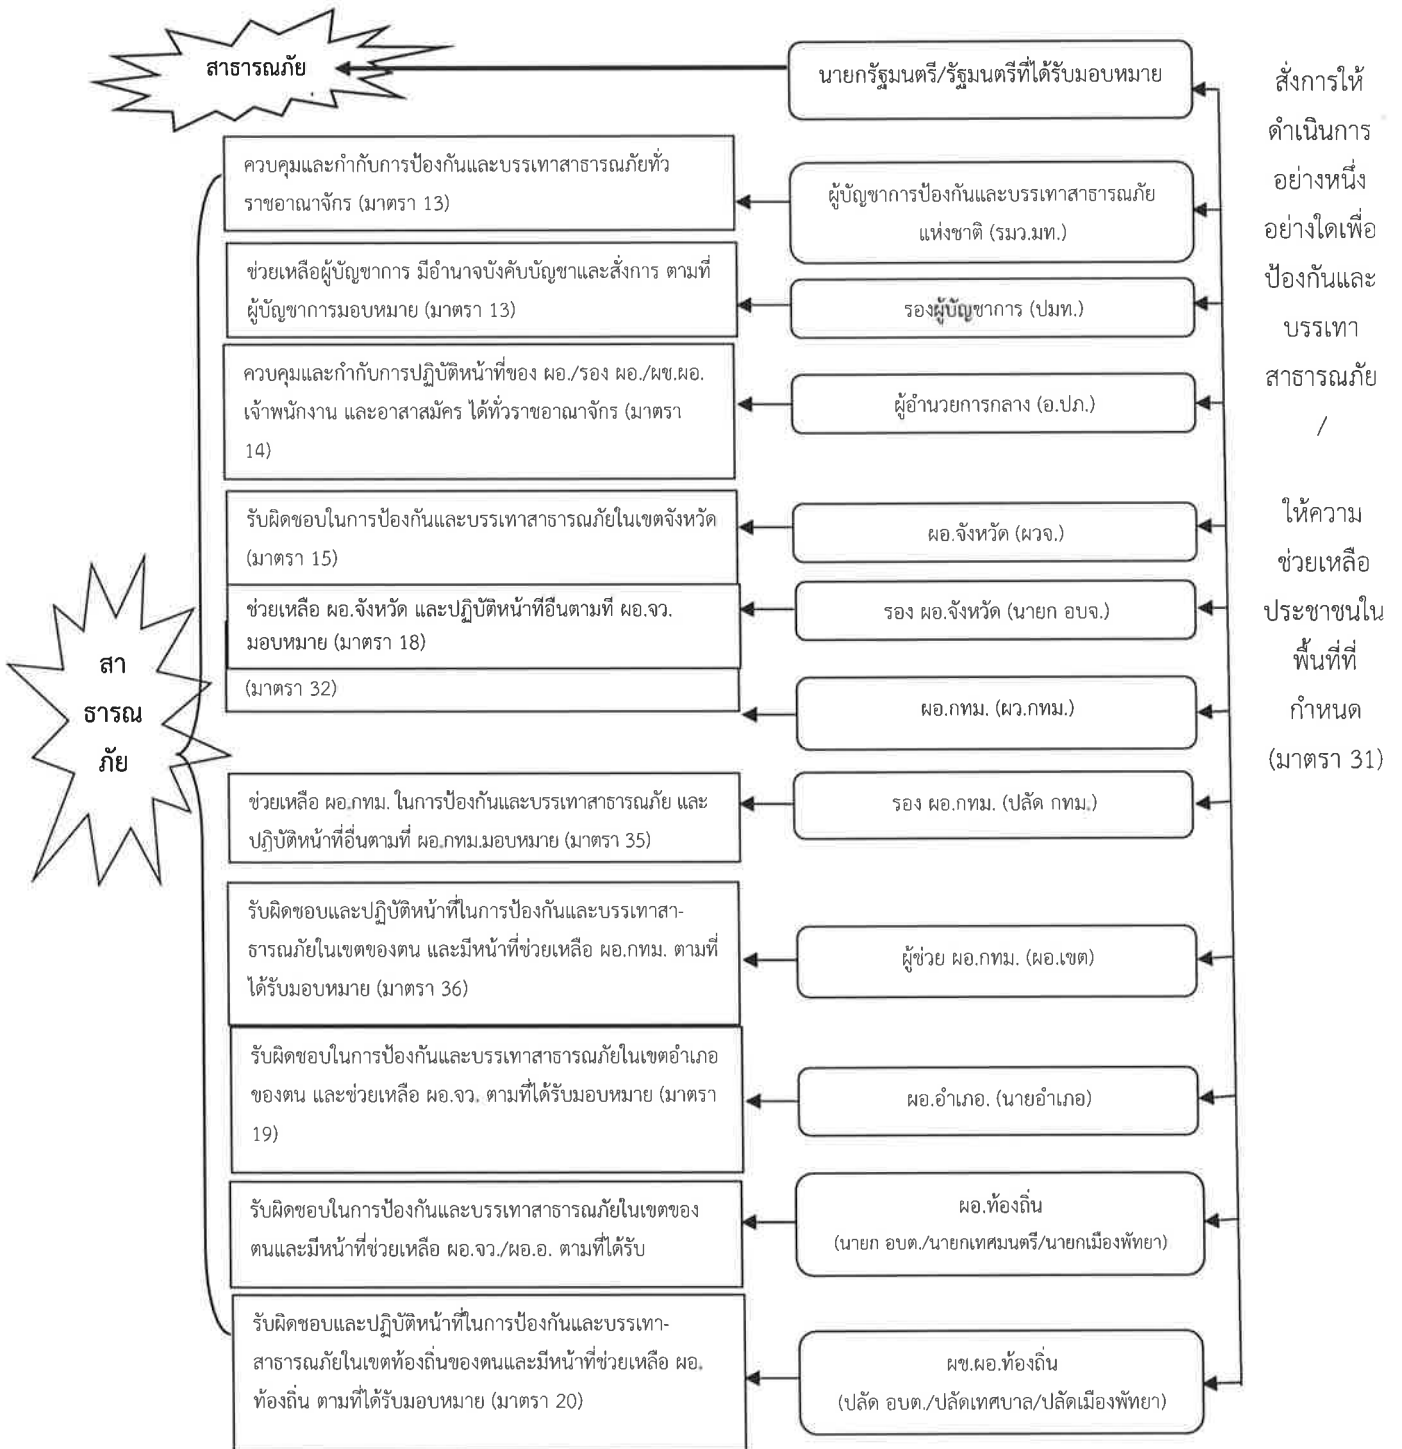 สาธารณภัย
นายกรัฐมนตรี/รัฐมนตรีที่ได้รับมอบหมาย
สั่งการให้
ดำเนินการ
อย่างหนึ่ง
อย่างใดเพื่อ
ป้องกันและ
บรรเทา
สาธารณภัย
/
ให้ความ
ช่วยเหลือ
ประชาชนใน
พื้นที่ที่
กำหนด
(มาตรา 31)
ควบคุมและกำกับการป้องกันและบรรเทาสาธารณภัยทั่ว
ราชอาณาจักร (มาตรา 13)
ผู้บัญชาการป้องกันและบรรเทาสาธารณภัย
แห่งชาติ (รมว.มท.)
ช่วยเหลือผู้บัญชาการ มีอำนาจบังคับบัญชาและสั่งการ ตามที่
ผู้บัญชาการมอบหมาย (มาตรา 13)
รองผู้บัญชาการ (ปมท.)
ควบคุมและกำกับการปฏิบัติหน้าที่ของ ผอ./รอง ผอ./ผช.ผอ.
เจ้าพนักงาน และอาสาสมัคร ได้ทั่วราชอาณาจักร (มาตรา
14)
ผู้อำนวยการกลาง (อ.ปภ.)
รับผิดชอบในการป้องกันและบรรเทาสาธารณภัยในเขตจังหวัด
(มาตรา 15)
ผอ.จังหวัด (ผวจ.)
ช่วยเหลือ ผอ.จังหวัด และปฏิบัติหน้าที่อื่นตามที่ ผอ.จว.
มอบหมาย (มาตรา 18)
รอง ผอ.จังหวัด (นายก อบจ.)
(มาตรา 32)
ผอ.กทม. (ผว.กทม.)
สา
ธารณ
ภัย
ช่วยเหลือ ผอ.กทม. ในการป้องกันและบรรเทาสาธารณภัย และ
ปฏิบัติหน้าที่อื่นตามที่ ผอ.กทม.มอบหมาย (มาตรา 35)
รอง ผอ.กทม. (ปลัด กทม.)
รับผิดชอบและปฏิบัติหน้าที่ในการป้องกันและบรรเทาสา-
ธารณภัยในเขตของตน และมีหน้าที่ช่วยเหลือ ผอ.กทม. ตามที่
ได้รับมอบหมาย (มาตรา 36)
ผู้ช่วย ผอ.กทม. (ผอ.เขต)
รับผิดชอบในการป้องกันและบรรเทาสาธารณภัยในเขตอำเภอ
ของตน และช่วยเหลือ ผอ.จว. ตามที่ได้รับมอบหมาย (มาตรา
19)
ผอ.อำเภอ. (นายอำเภอ)
รับผิดชอบในการป้องกันและบรรเทาสาธารณภัยในเขตของ
ตนและมีหน้าที่ช่วยเหลือ ผอ.จว./ผอ.อ. ตามที่ได้รับ
ผอ.ท้องถิ่น
(นายก อบต./นายกเทศมนตรี/นายกเมืองพัทยา)
รับผิดชอบและปฏิบัติหน้าที่ในการป้องกันและบรรเทา-
สาธารณภัยในเขตท้องถิ่นของตนและมีหน้าที่ช่วยเหลือ ผอ.
ท้องถิ่น ตามที่ได้รับมอบหมาย (มาตรา 20)
ผช.ผอ.ท้องถิ่น
(ปลัด อบต./ปลัดเทศบาล/ปลัดเมืองพัทยา)